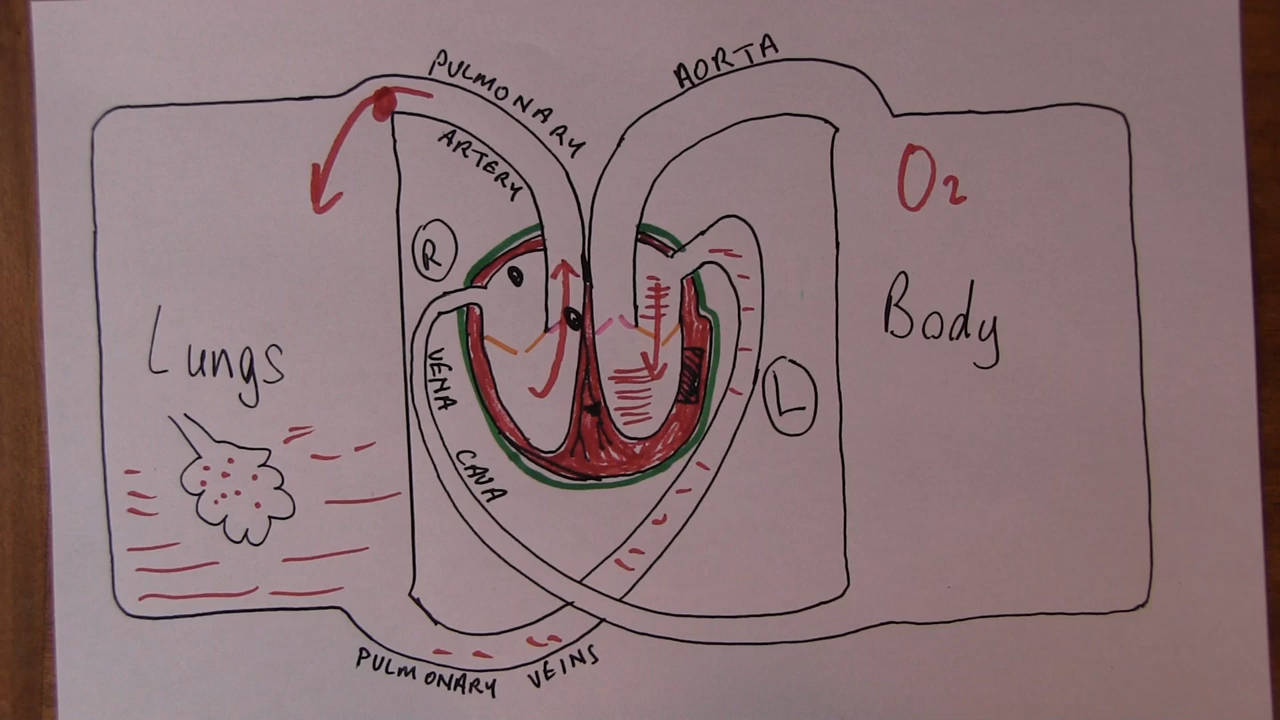 PULMONARY
ARTERY
AORTA
O₂
R
Lungs
Body
VENA
CAVA
L
PULMONARY VEINS